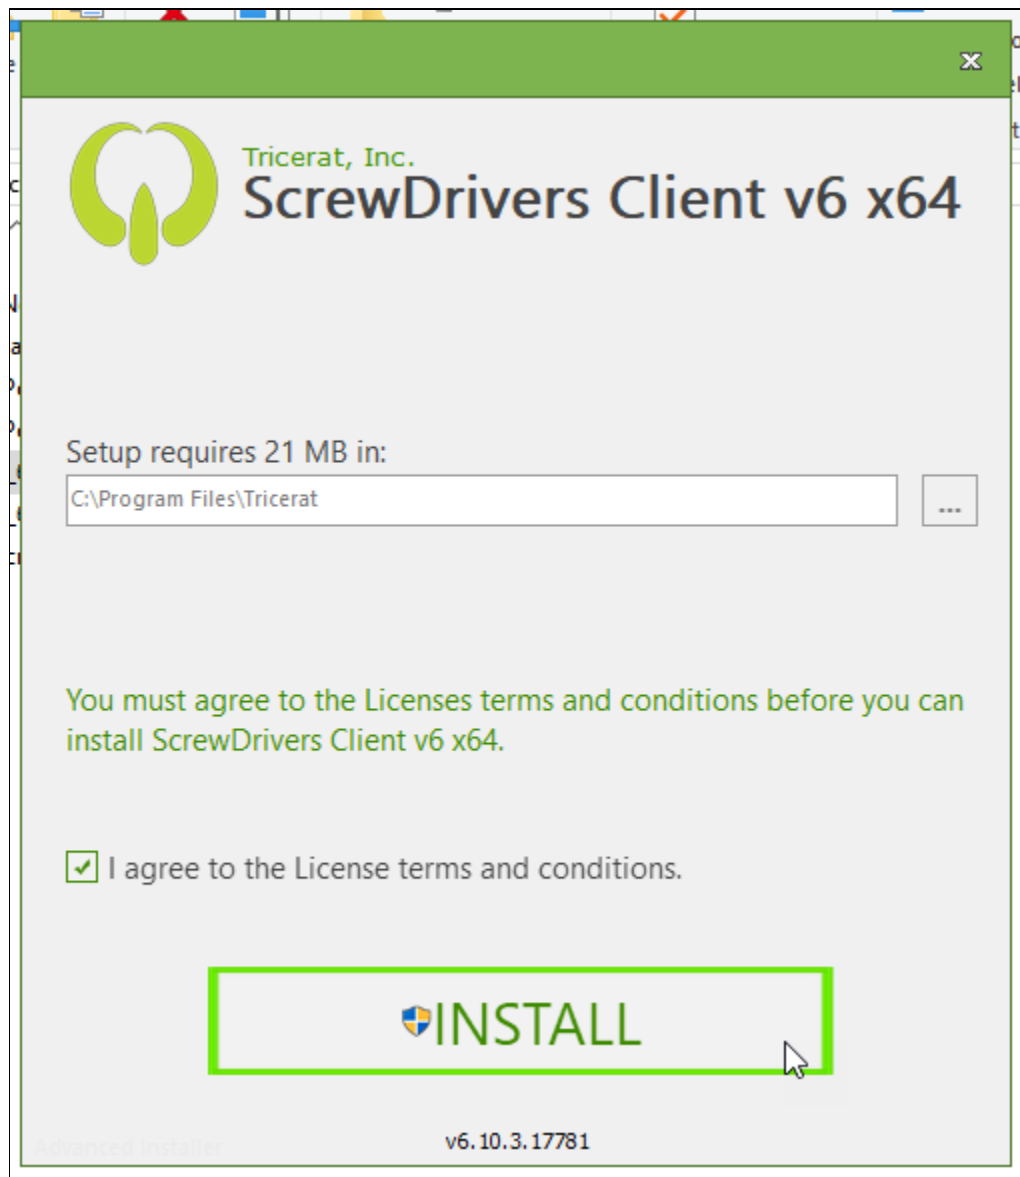 Tricerat, Inc.
ScrewDrivers Client v6 x64
Setup requires 21 MB in:
C:\Program Files\Tricerat
...
You must agree to the Licenses terms and conditions before you can
install ScrewDrivers Client v6 x64.
I agree to the License terms and conditions.
INSTALL
v6.10.3.17781
Advanced Installer